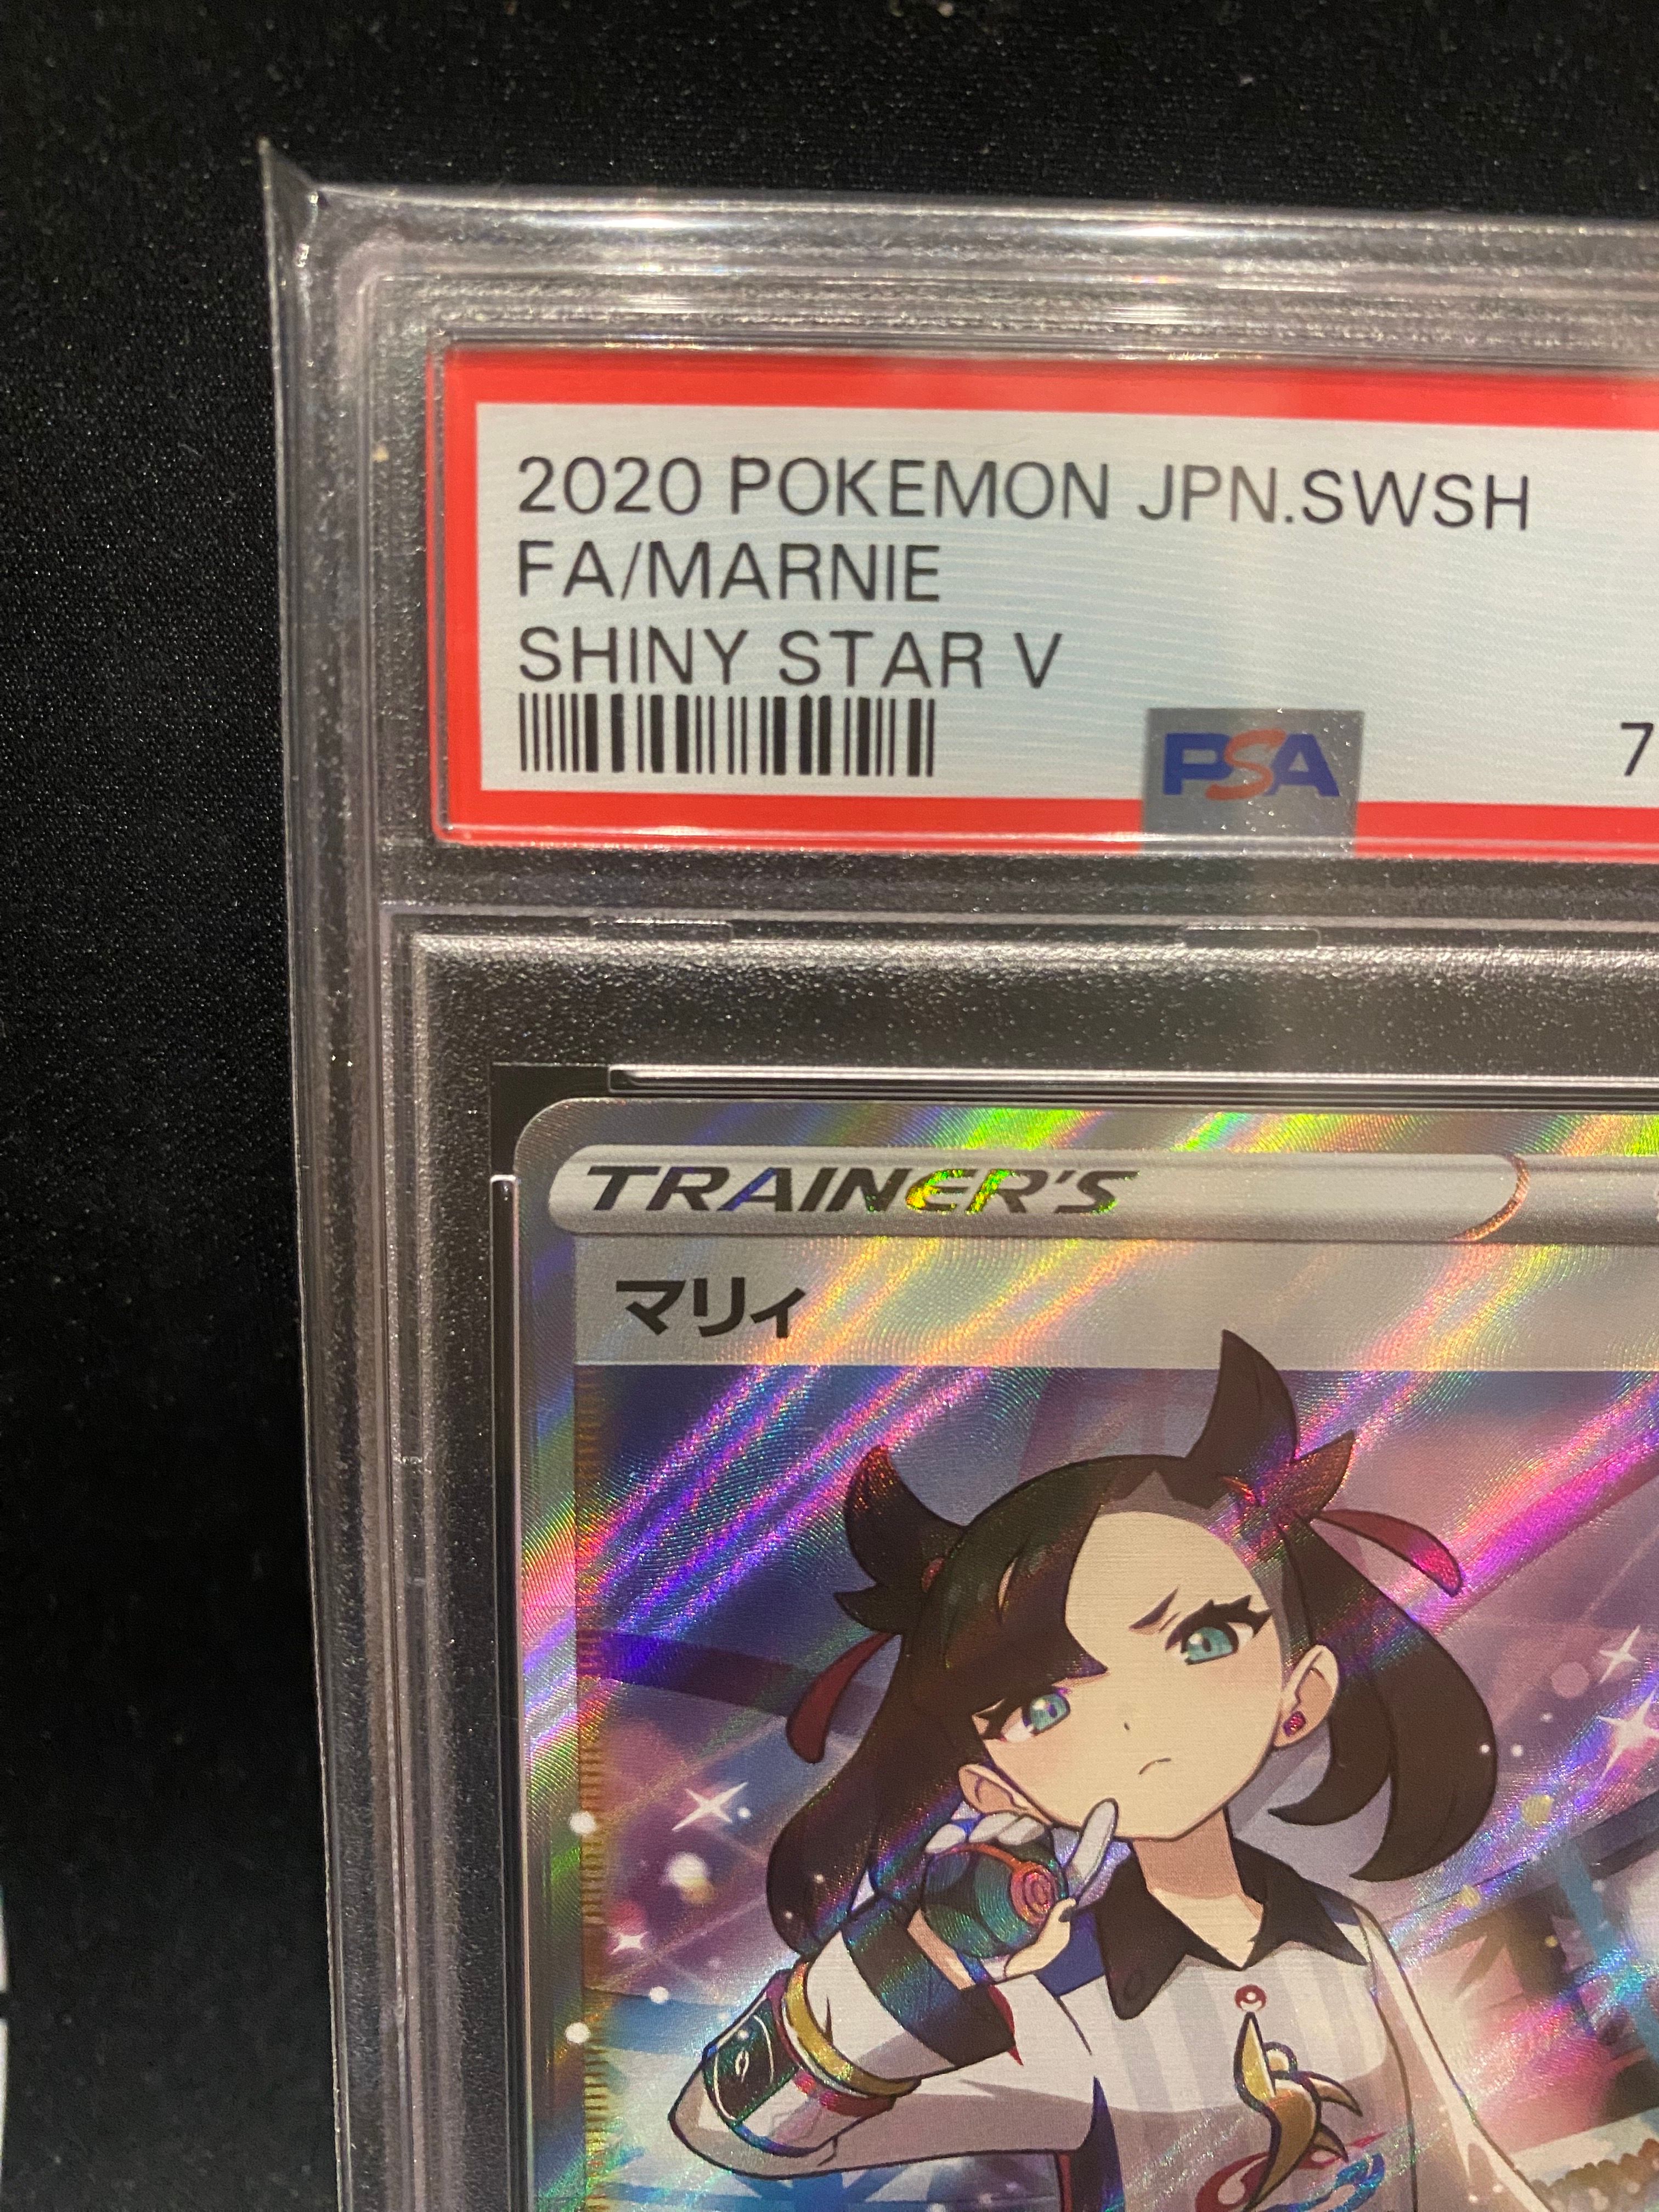 2020 POKEMON JPN.SWSH
FA/MARNIE
SHINY STAR V
PSA
7
TRAINER'S
マリィ